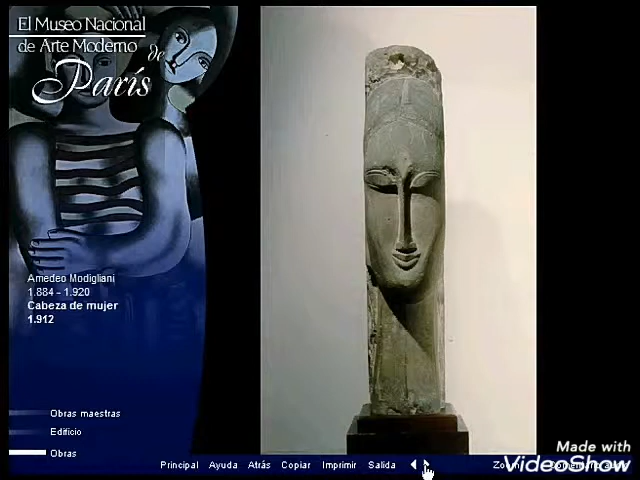 El Museo Nacional
de Arte Moderno
de
París
Amedeo Modigliani
1.884 - 1.920
Cabeza de mujer
1.912
Obras maestras
Edificio
Obras
Principal Ayuda Atrás Copiar Imprimir Salida Zoom
Made with
VideoShow